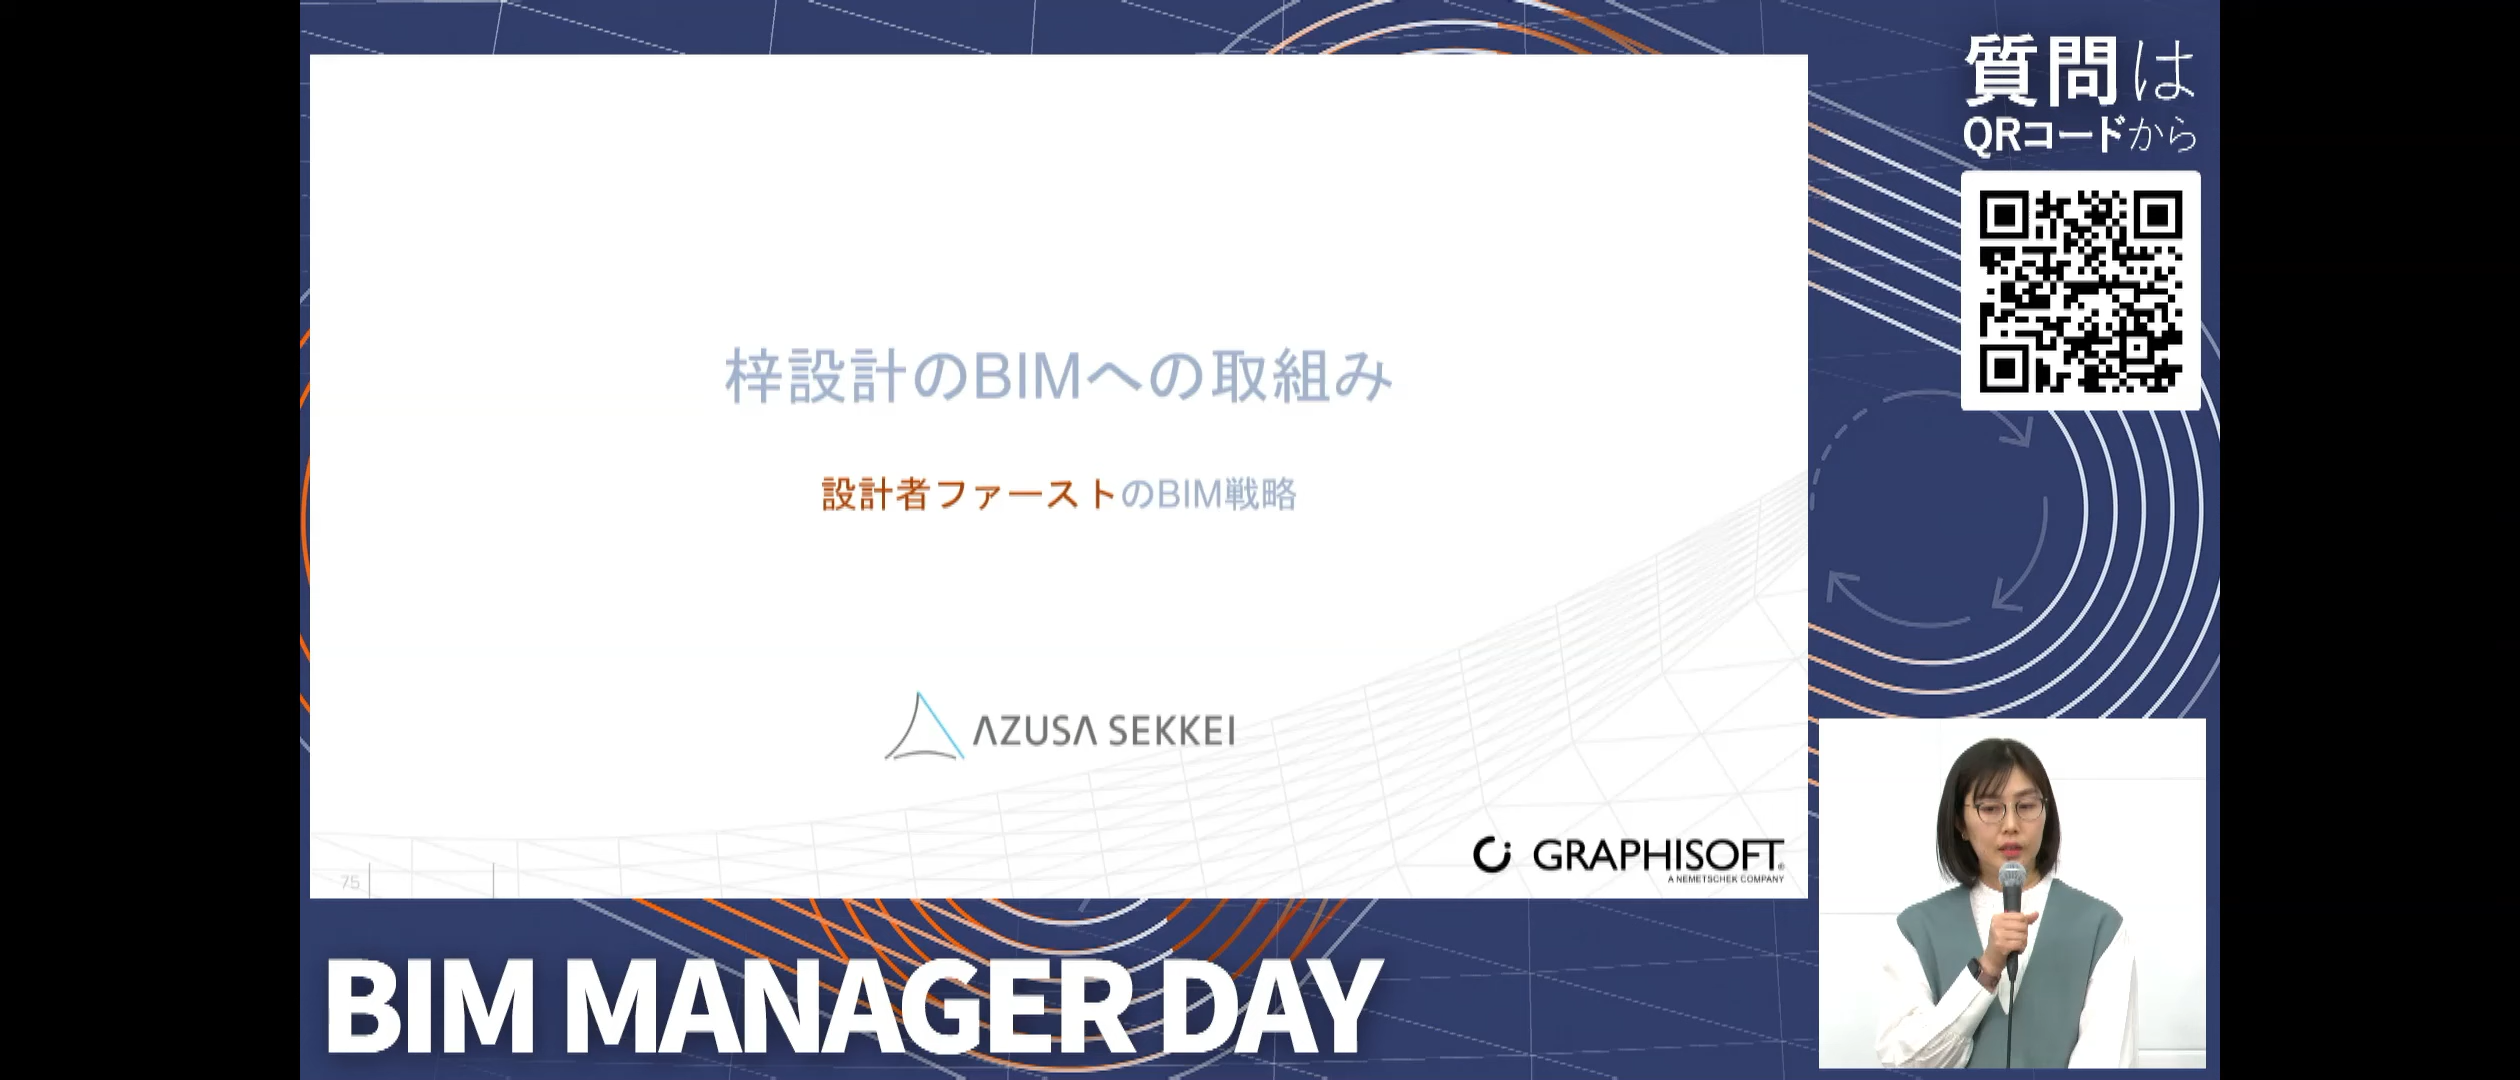 質問は
QRコードから
梓設計のBIMへの取組み
設計者ファーストのBIM戦略
AZUSA SEKKEI
GRAPHISOFT®
A NEMETSCHEK COMPANY
75
BIM MANAGER DAY